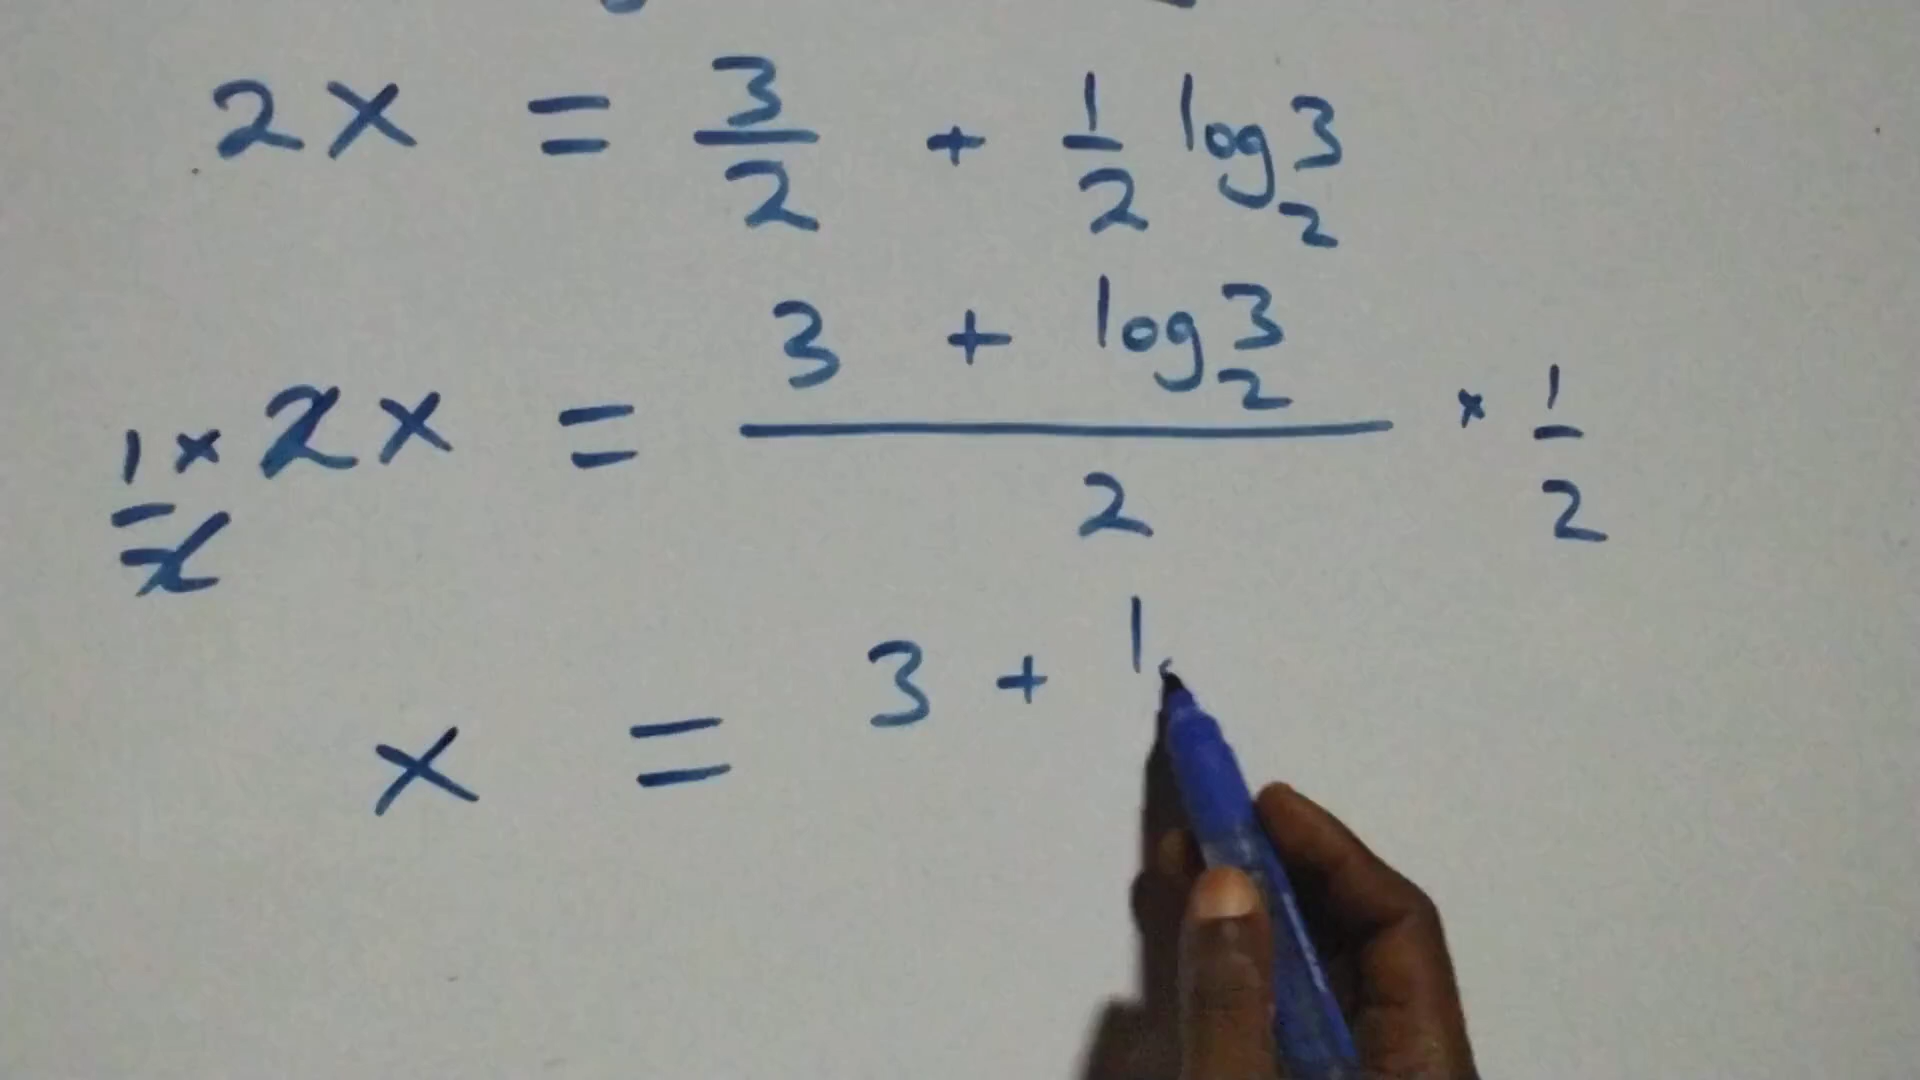 2x = 3/2 + 1/2 log₂3
1/2 × 2x = (3 + log₂3)/2 × 1/2
x = 3 + l